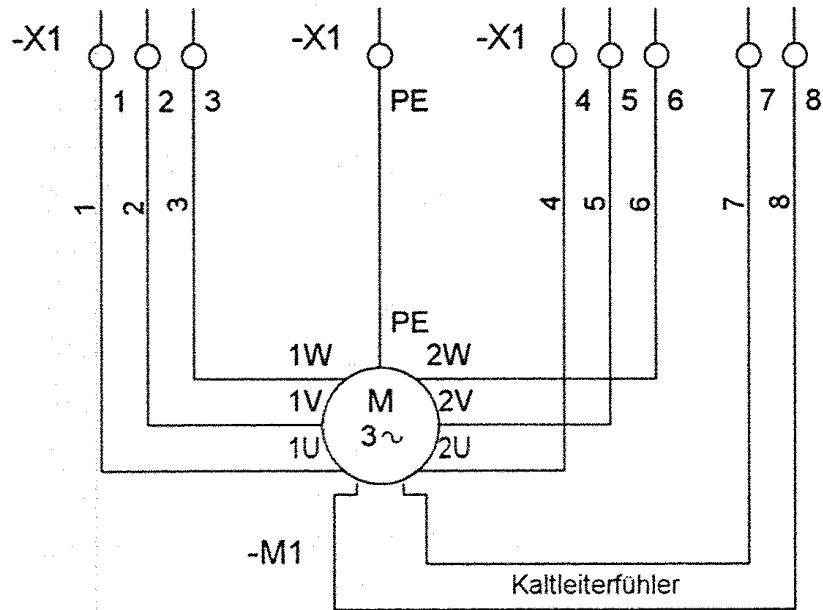 -X1 -X1 -X1
1 2 3 PE 4 5 6 7 8
1 2 3 4 5 6 7 8
PE
1W 2W
1V M 2V
1U 3~ 2U
-M1
Kaltleiterfühler